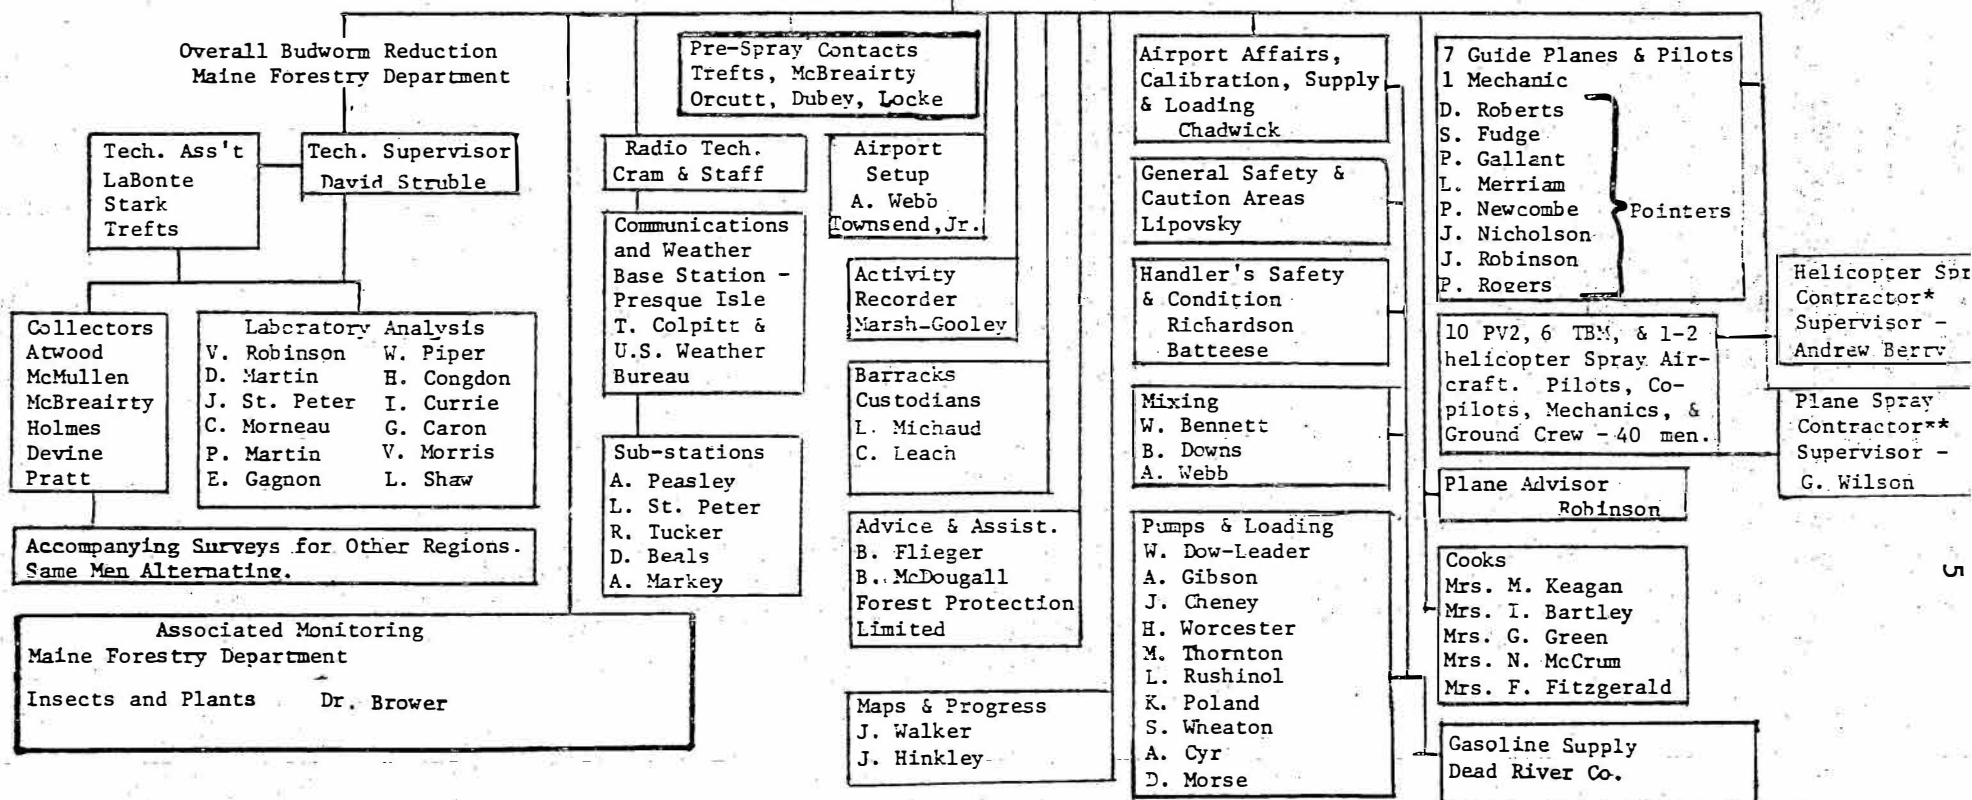 Overall Budworm Reduction
Maine Forestry Department
Tech. Ass't
LaBonte
Stark
Trefts
Tech. Supervisor
David Struble
Collectors
Atwood
McMullen
McBreairty
Holmes
Devine
Pratt
Laboratory Analysis
V. Robinson W. Piper
D. Martin H. Congdon
J. St. Peter I. Currie
C. Morneau G. Caron
P. Martin V. Morris
E. Gagnon L. Shaw
Accompanying Surveys for Other Regions.
Same Men Alternating.
Associated Monitoring
Maine Forestry Department
Insects and Plants Dr. Brower
Pre-Spray Contacts
Trefts, McBreairty
Orcutt, Dubey, Locke
Radio Tech.
Cram & Staff
Communications
and Weather
Base Station -
Presque Isle
T. Colpitt &
U.S. Weather
Bureau
Sub-stations
A. Peasley
L. St. Peter
R. Tucker
D. Beals
A. Markey
Airport
Setup
A. Webb
Townsend, Jr.
Activity
Recorder
Marsh-Gooley
Barracks
Custodians
L. Michaud
C. Leach
Advice & Assist.
B. Flieger
B. McDougall
Forest Protection
Limited
Maps & Progress
J. Walker
J. Hinkley
Airport Affairs,
Calibration, Supply
& Loading
Chadwick
General Safety &
Caution Areas
Lipovsky
Handler's Safety
& Condition
Richardson
Batteese
Mixing
W. Bennett
B. Downs
A. Webb
Pumps & Loading
W. Dow-Leader
A. Gibson
J. Cheney
H. Worcester
M. Thornton
L. Rushinol
K. Poland
S. Wheaton
A. Cyr
D. Morse
7 Guide Planes & Pilots
1 Mechanic
D. Roberts
S. Fudge
P. Gallant
L. Merriam
P. Newcombe
J. Nicholson
J. Robinson
P. Rogers
Pointers
10 PV2, 6 TBM, & 1-2
helicopter Spray Air-
craft. Pilots, Co-
pilots, Mechanics, &
Ground Crew - 40 men.
Plane Advisor
Robinson
Cooks
Mrs. M. Keagan
Mrs. I. Bartley
Mrs. G. Green
Mrs. N. McCrum
Mrs. F. Fitzgerald
Gasoline Supply
Dead River Co.
Helicopter Spr
Contractor*
Supervisor -
Andrew Berry
Plane Spray
Contractor**
Supervisor -
G. Wilson
5